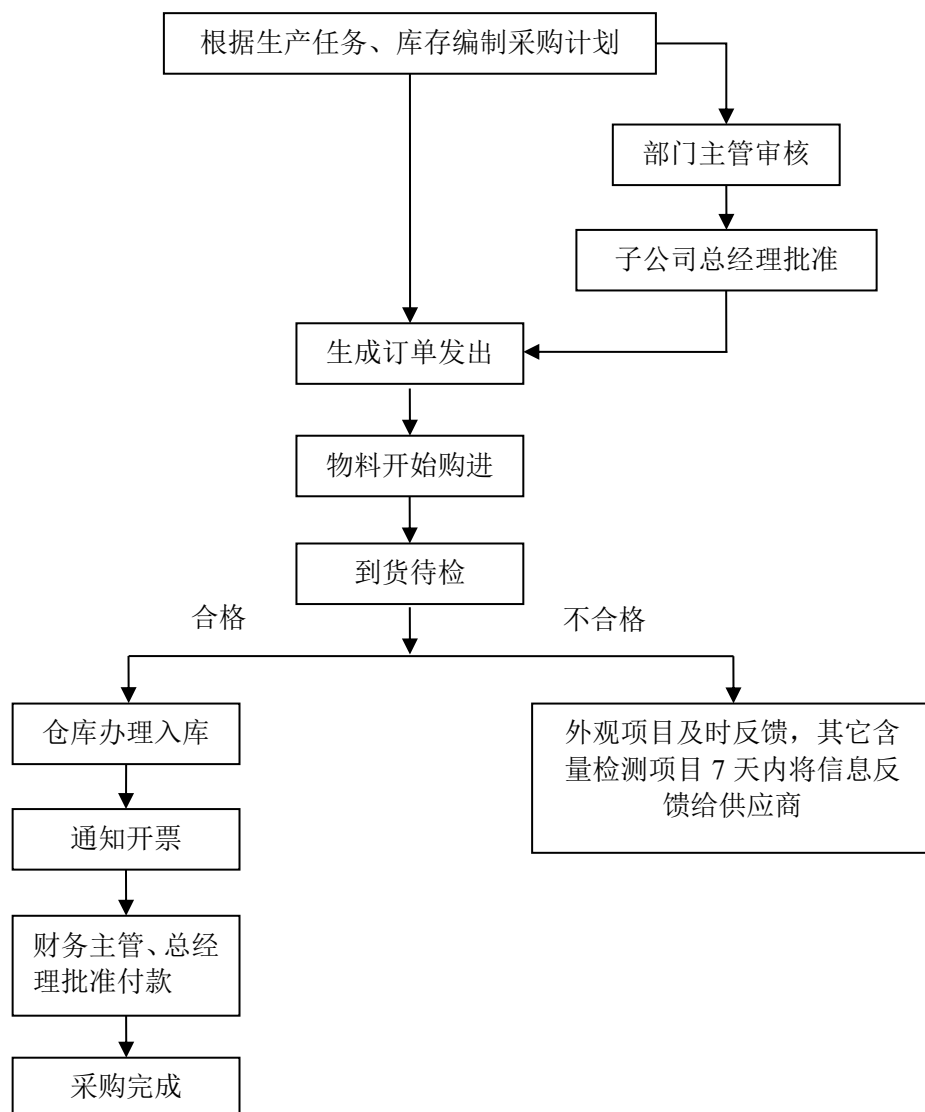 根据生产任务、库存编制采购计划
部门主管审核
子公司总经理批准
生成订单发出
物料开始购进
到货待检
合格
不合格
仓库办理入库
外观项目及时反馈，其它含
量检测项目 7 天内将信息反
馈给供应商
通知开票
财务主管、总经
理批准付款
采购完成